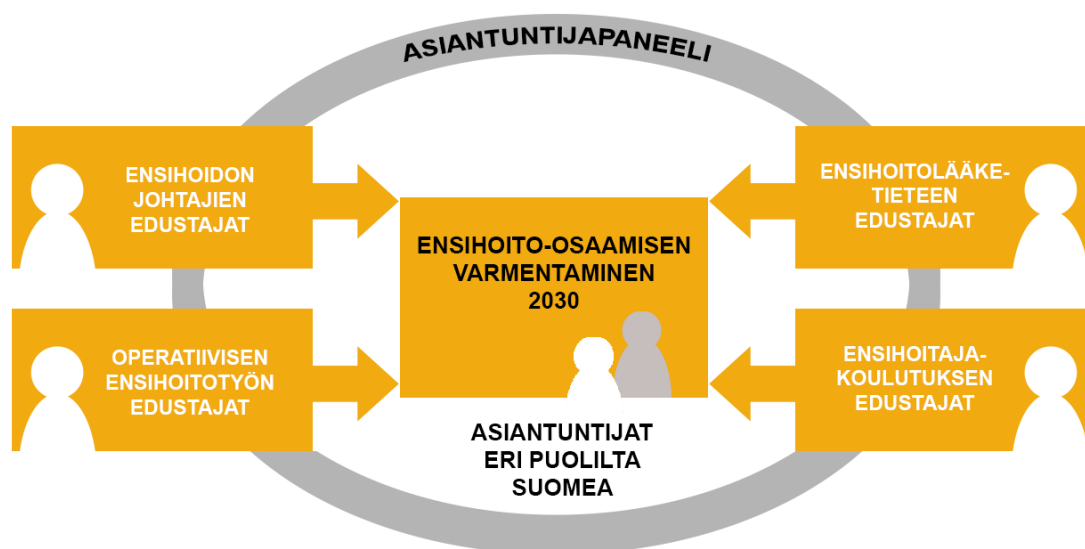 ASIANTUNTIJAPANEELI
ENSIHOIDON
JOHTAJIEN
EDUSTAJAT
ENSIHOITOLÄÄKE-
TIETEEN
EDUSTAJAT
ENSIHOITO-OSAAMISEN
VARMENTAMINEN
2030
OPERATIIVISEN
ENSIHOITOTYÖN
EDUSTAJAT
ENSIHOITAJA-
KOULUTUKSEN
EDUSTAJAT
ASIANTUNTIJAT
ERI PUOLILTA
SUOMEA